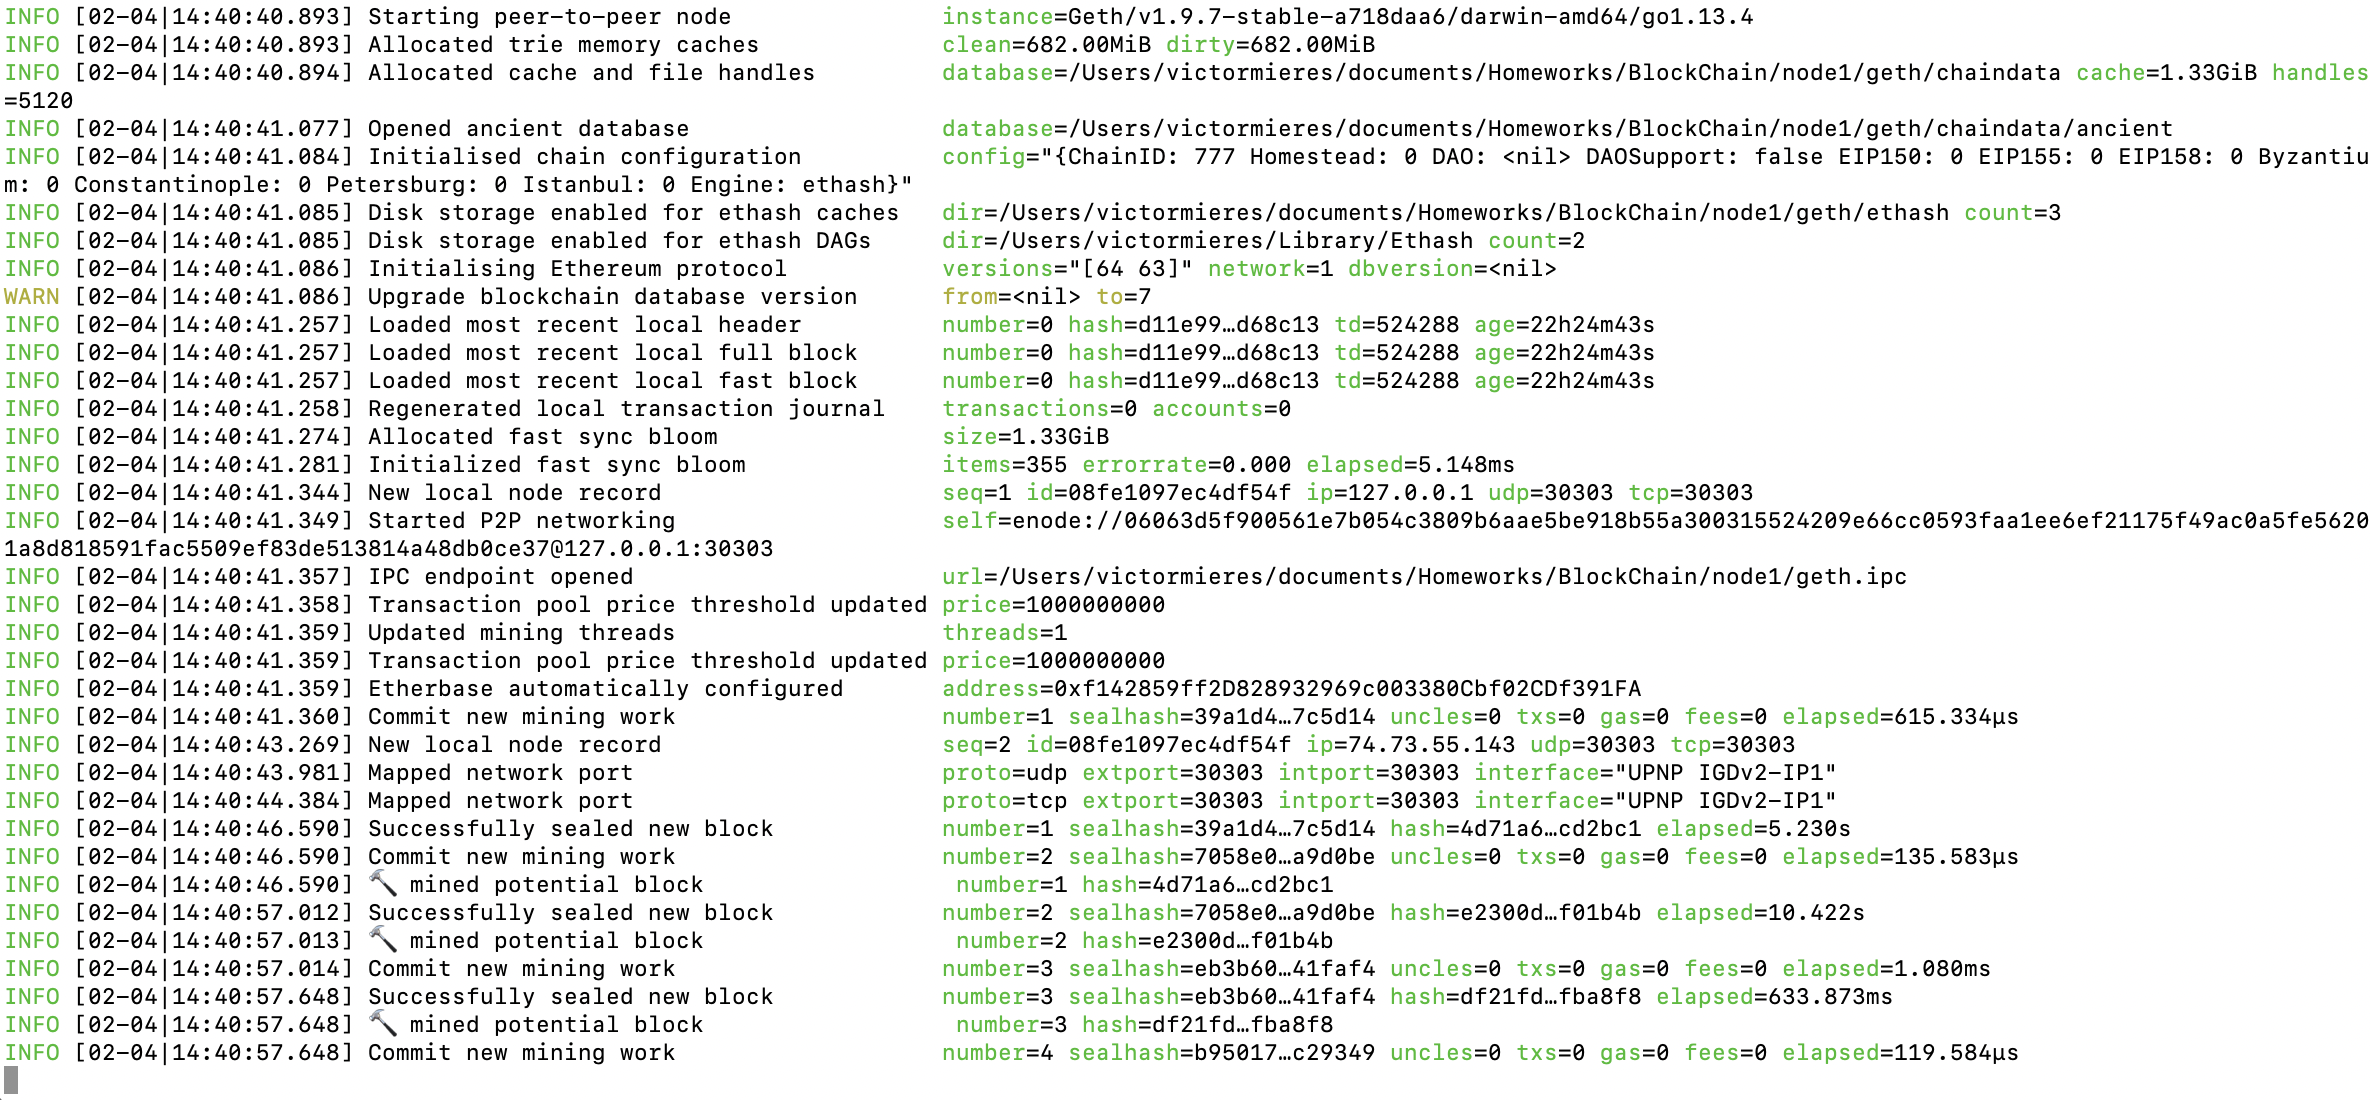 INFO [02-04|14:40:40.893] Starting peer-to-peer node instance=Geth/v1.9.7-stable-a718daa6/darwin-amd64/go1.13.4
INFO [02-04|14:40:40.893] Allocated trie memory caches clean=682.00MiB dirty=682.00MiB
INFO [02-04|14:40:40.894] Allocated cache and file handles database=/Users/victormieres/documents/Homeworks/BlockChain/node1/geth/chaindata cache=1.33GiB handles
=5120
INFO [02-04|14:40:41.077] Opened ancient database database=/Users/victormieres/documents/Homeworks/BlockChain/node1/geth/chaindata/ancient
INFO [02-04|14:40:41.084] Initialised chain configuration config="{ChainID: 777 Homestead: 0 DAO: <nil> DAOSupport: false EIP150: 0 EIP155: 0 EIP158: 0 Byzantiu
m: 0 Constantinople: 0 Petersburg: 0 Istanbul: 0 Engine: ethash}"
INFO [02-04|14:40:41.085] Disk storage enabled for ethash caches dir=/Users/victormieres/documents/Homeworks/BlockChain/node1/geth/ethash count=3
INFO [02-04|14:40:41.085] Disk storage enabled for ethash DAGs dir=/Users/victormieres/Library/Ethash count=2
INFO [02-04|14:40:41.086] Initialising Ethereum protocol versions="[64 63]" network=1 dbversion=<nil>
WARN [02-04|14:40:41.086] Upgrade blockchain database version from=<nil> to=7
INFO [02-04|14:40:41.257] Loaded most recent local header number=0 hash=d11e99…d68c13 td=524288 age=22h24m43s
INFO [02-04|14:40:41.257] Loaded most recent local full block number=0 hash=d11e99…d68c13 td=524288 age=22h24m43s
INFO [02-04|14:40:41.257] Loaded most recent local fast block number=0 hash=d11e99…d68c13 td=524288 age=22h24m43s
INFO [02-04|14:40:41.258] Regenerated local transaction journal transactions=0 accounts=0
INFO [02-04|14:40:41.274] Allocated fast sync bloom size=1.33GiB
INFO [02-04|14:40:41.281] Initialized fast sync bloom items=355 errorrate=0.000 elapsed=5.148ms
INFO [02-04|14:40:41.344] New local node record seq=1 id=08fe1097ec4df54f ip=127.0.0.1 udp=30303 tcp=30303
INFO [02-04|14:40:41.349] Started P2P networking self=enode://06063d5f900561e7b054c3809b6aae5be918b55a300315524209e66cc0593faa1ee6ef21175f49ac0a5fe5620
1a8d818591fac5509ef83de513814a48db0ce37@127.0.0.1:30303
INFO [02-04|14:40:41.357] IPC endpoint opened url=/Users/victormieres/documents/Homeworks/BlockChain/node1/geth.ipc
INFO [02-04|14:40:41.358] Transaction pool price threshold updated price=1000000000
INFO [02-04|14:40:41.359] Updated mining threads threads=1
INFO [02-04|14:40:41.359] Transaction pool price threshold updated price=1000000000
INFO [02-04|14:40:41.359] Etherbase automatically configured address=0xf142859ff2D828932969c003380Cbf02CDf391FA
INFO [02-04|14:40:41.360] Commit new mining work number=1 sealhash=39a1d4…7c5d14 uncles=0 txs=0 gas=0 fees=0 elapsed=615.334µs
INFO [02-04|14:40:43.269] New local node record seq=2 id=08fe1097ec4df54f ip=74.73.55.143 udp=30303 tcp=30303
INFO [02-04|14:40:43.981] Mapped network port proto=udp extport=30303 intport=30303 interface="UPNP IGDv2-IP1"
INFO [02-04|14:40:44.384] Mapped network port proto=tcp extport=30303 intport=30303 interface="UPNP IGDv2-IP1"
INFO [02-04|14:40:46.590] Successfully sealed new block number=1 sealhash=39a1d4…7c5d14 hash=4d71a6…cd2bc1 elapsed=5.230s
INFO [02-04|14:40:46.590] Commit new mining work number=2 sealhash=7058e0…a9d0be uncles=0 txs=0 gas=0 fees=0 elapsed=135.583µs
INFO [02-04|14:40:46.590] 🔨 mined potential block number=1 hash=4d71a6…cd2bc1
INFO [02-04|14:40:57.012] Successfully sealed new block number=2 sealhash=7058e0…a9d0be hash=e2300d…f01b4b elapsed=10.422s
INFO [02-04|14:40:57.013] 🔨 mined potential block number=2 hash=e2300d…f01b4b
INFO [02-04|14:40:57.014] Commit new mining work number=3 sealhash=eb3b60…41faf4 uncles=0 txs=0 gas=0 fees=0 elapsed=1.080ms
INFO [02-04|14:40:57.648] Successfully sealed new block number=3 sealhash=eb3b60…41faf4 hash=df21fd…fba8f8 elapsed=633.873ms
INFO [02-04|14:40:57.648] 🔨 mined potential block number=3 hash=df21fd…fba8f8
INFO [02-04|14:40:57.648] Commit new mining work number=4 sealhash=b95017…c29349 uncles=0 txs=0 gas=0 fees=0 elapsed=119.584µs